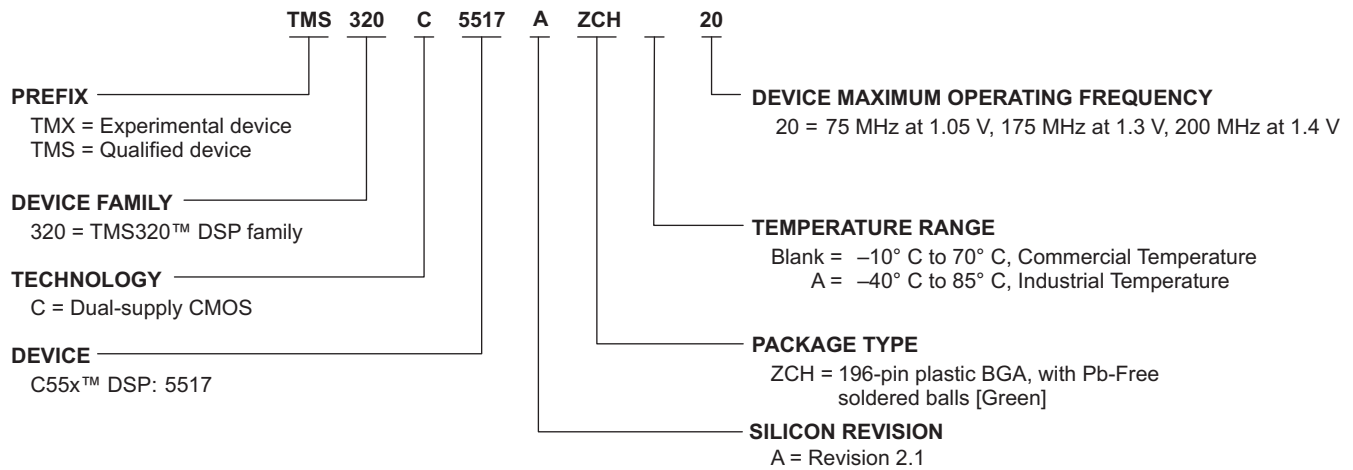 TMS 320 C 5517 A ZCH 20
PREFIX
TMX = Experimental device
TMS = Qualified device
DEVICE FAMILY
320 = TMS320™ DSP family
TECHNOLOGY
C = Dual-supply CMOS
DEVICE
C55x™ DSP: 5517
DEVICE MAXIMUM OPERATING FREQUENCY
20 = 75 MHz at 1.05 V, 175 MHz at 1.3 V, 200 MHz at 1.4 V
TEMPERATURE RANGE
Blank = –10° C to 70° C, Commercial Temperature
A = –40° C to 85° C, Industrial Temperature
PACKAGE TYPE
ZCH = 196-pin plastic BGA, with Pb-Free
soldered balls [Green]
SILICON REVISION
A = Revision 2.1